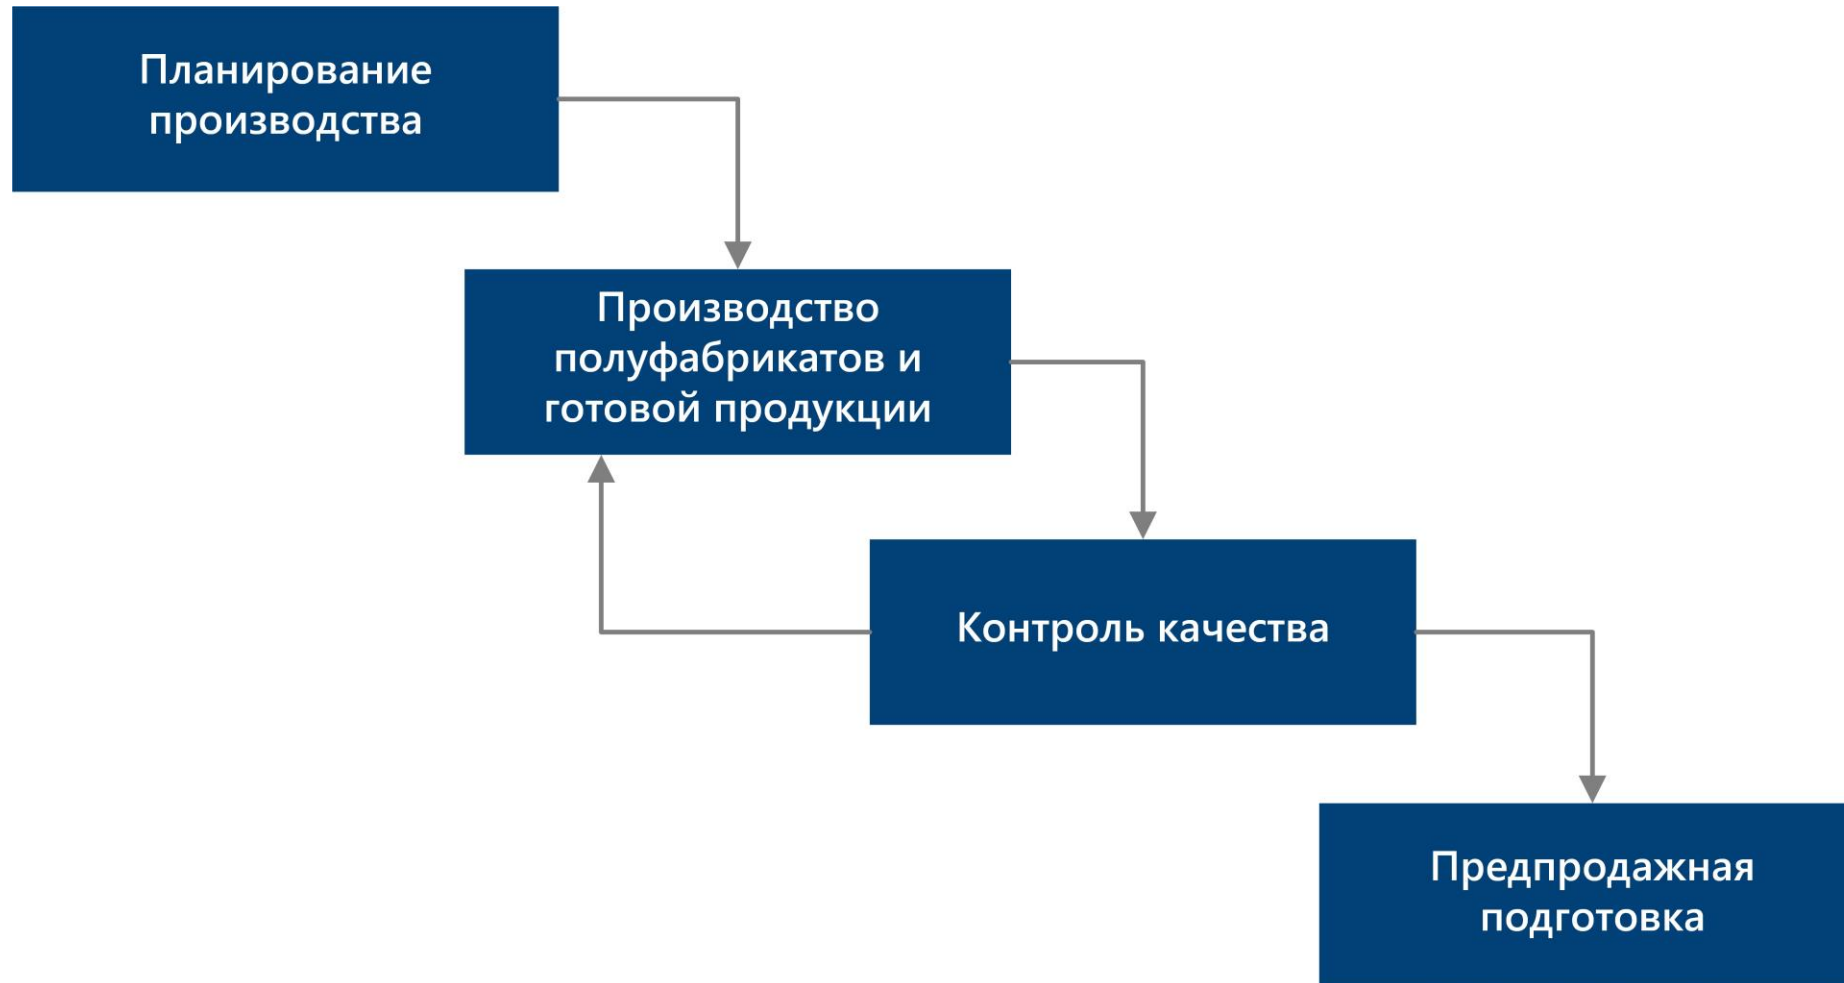 Планирование
производства
Производство
полуфабрикатов и
готовой продукции
Контроль качества
Предпродажная
подготовка